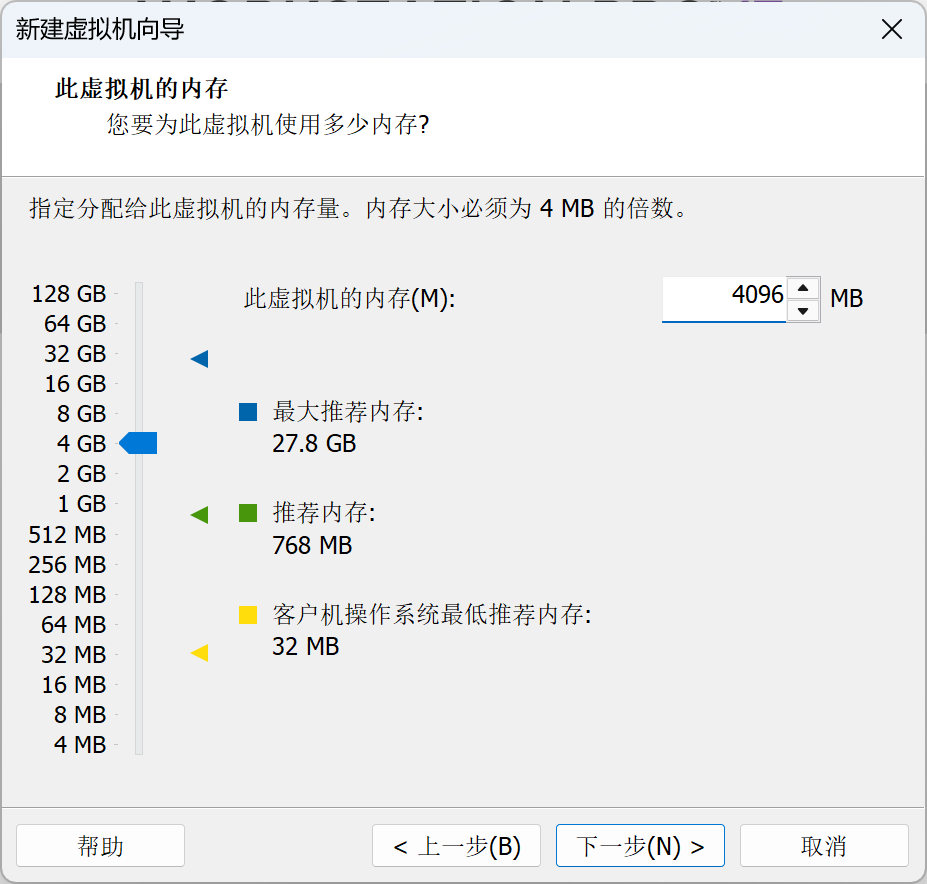 新建虚拟机向导
此虚拟机的内存
您要为此虚拟机使用多少内存?
指定分配给此虚拟机的内存量。内存大小必须为 4 MB 的倍数。
128 GB
64 GB
32 GB
16 GB
8 GB
4 GB
2 GB
1 GB
512 MB
256 MB
128 MB
64 MB
32 MB
16 MB
8 MB
4 MB
此虚拟机的内存(M):
4096 MB
最大推荐内存:
27.8 GB
推荐内存:
768 MB
客户机操作系统最低推荐内存:
32 MB
帮助
< 上一步(B)
下一步(N) >
取消